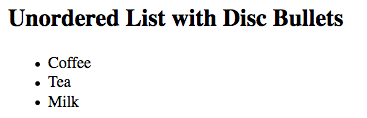 Unordered List with Disc Bullets
• Coffee
• Tea
• Milk